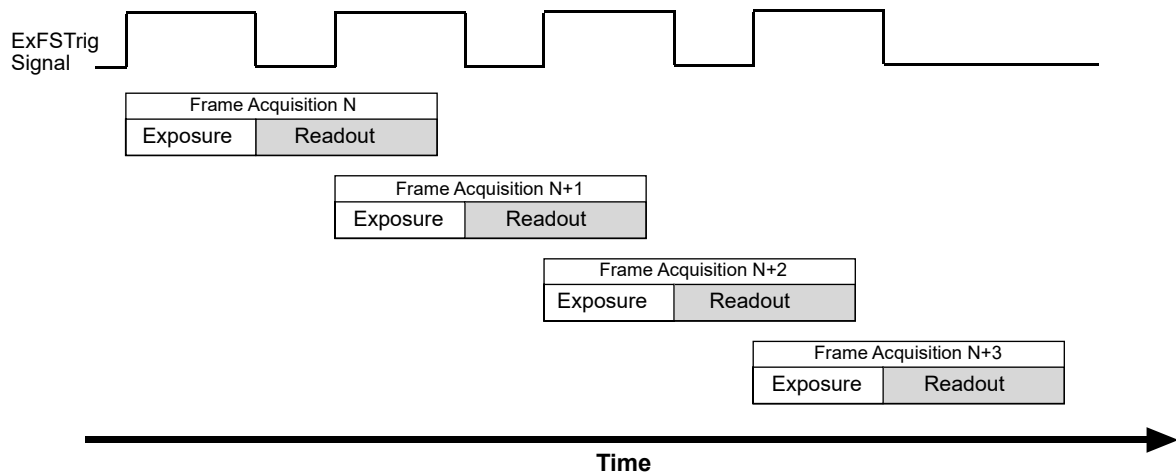 ExFSTrig
Signal
Frame Acquisition N
Exposure Readout
Frame Acquisition N+1
Exposure Readout
Frame Acquisition N+2
Exposure Readout
Frame Acquisition N+3
Exposure Readout
Time